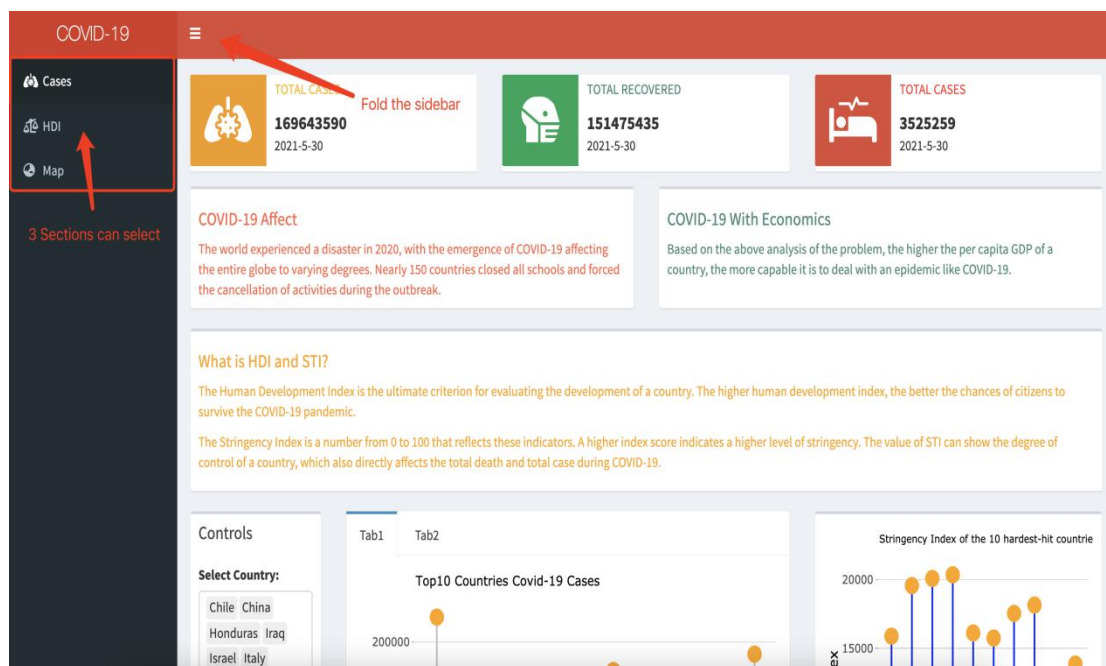 COVID-19
Cases
HDI
Map
3 Sections can select
Fold the sidebar
TOTAL CASES
169643590
2021-5-30
TOTAL RECOVERED
151475435
2021-5-30
TOTAL CASES
3525259
2021-5-30
COVID-19 Affect
The world experienced a disaster in 2020, with the emergence of COVID-19 affecting
the entire globe to varying degrees. Nearly 150 countries closed all schools and forced
the cancellation of activities during the outbreak.
COVID-19 With Economics
Based on the above analysis of the problem, the higher the per capita GDP of a
country, the more capable it is to deal with an epidemic like COVID-19.
What is HDI and STI?
The Human Development Index is the ultimate criterion for evaluating the development of a country. The higher human development index, the better the chances of citizens to
survive the COVID-19 pandemic.
The Stringency Index is a number from 0 to 100 that reflects these indicators. A higher index score indicates a higher level of stringency. The value of STI can show the degree of
control of a country, which also directly affects the total death and total case during COVID-19.
Controls
Select Country:
Chile China
Honduras Iraq
Israel Italy
Tab1 Tab2
Top10 Countries Covid-19 Cases
200000
Stringency Index of the 10 hardest-hit countrie
20000
15000